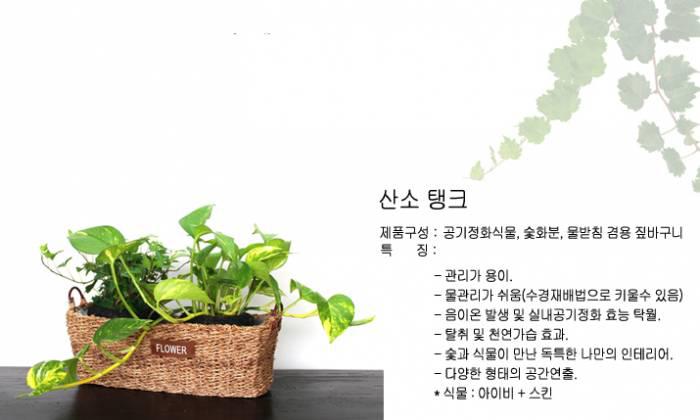 산소 탱크
제품구성 : 공기정화식물, 숯화분, 물받침 겸용 짚바구니
특 징 :
- 관리가 용이.
- 물관리가 쉬움(수경재배법으로 키울수 있음)
- 음이온 발생 및 실내공기정화 효능 탁월.
- 탈취 및 천연가습 효과.
- 숯과 식물이 만난 독특한 나만의 인테리어.
- 다양한 형태의 공간연출.
* 식물 : 아이비 + 스킨
FLOWER